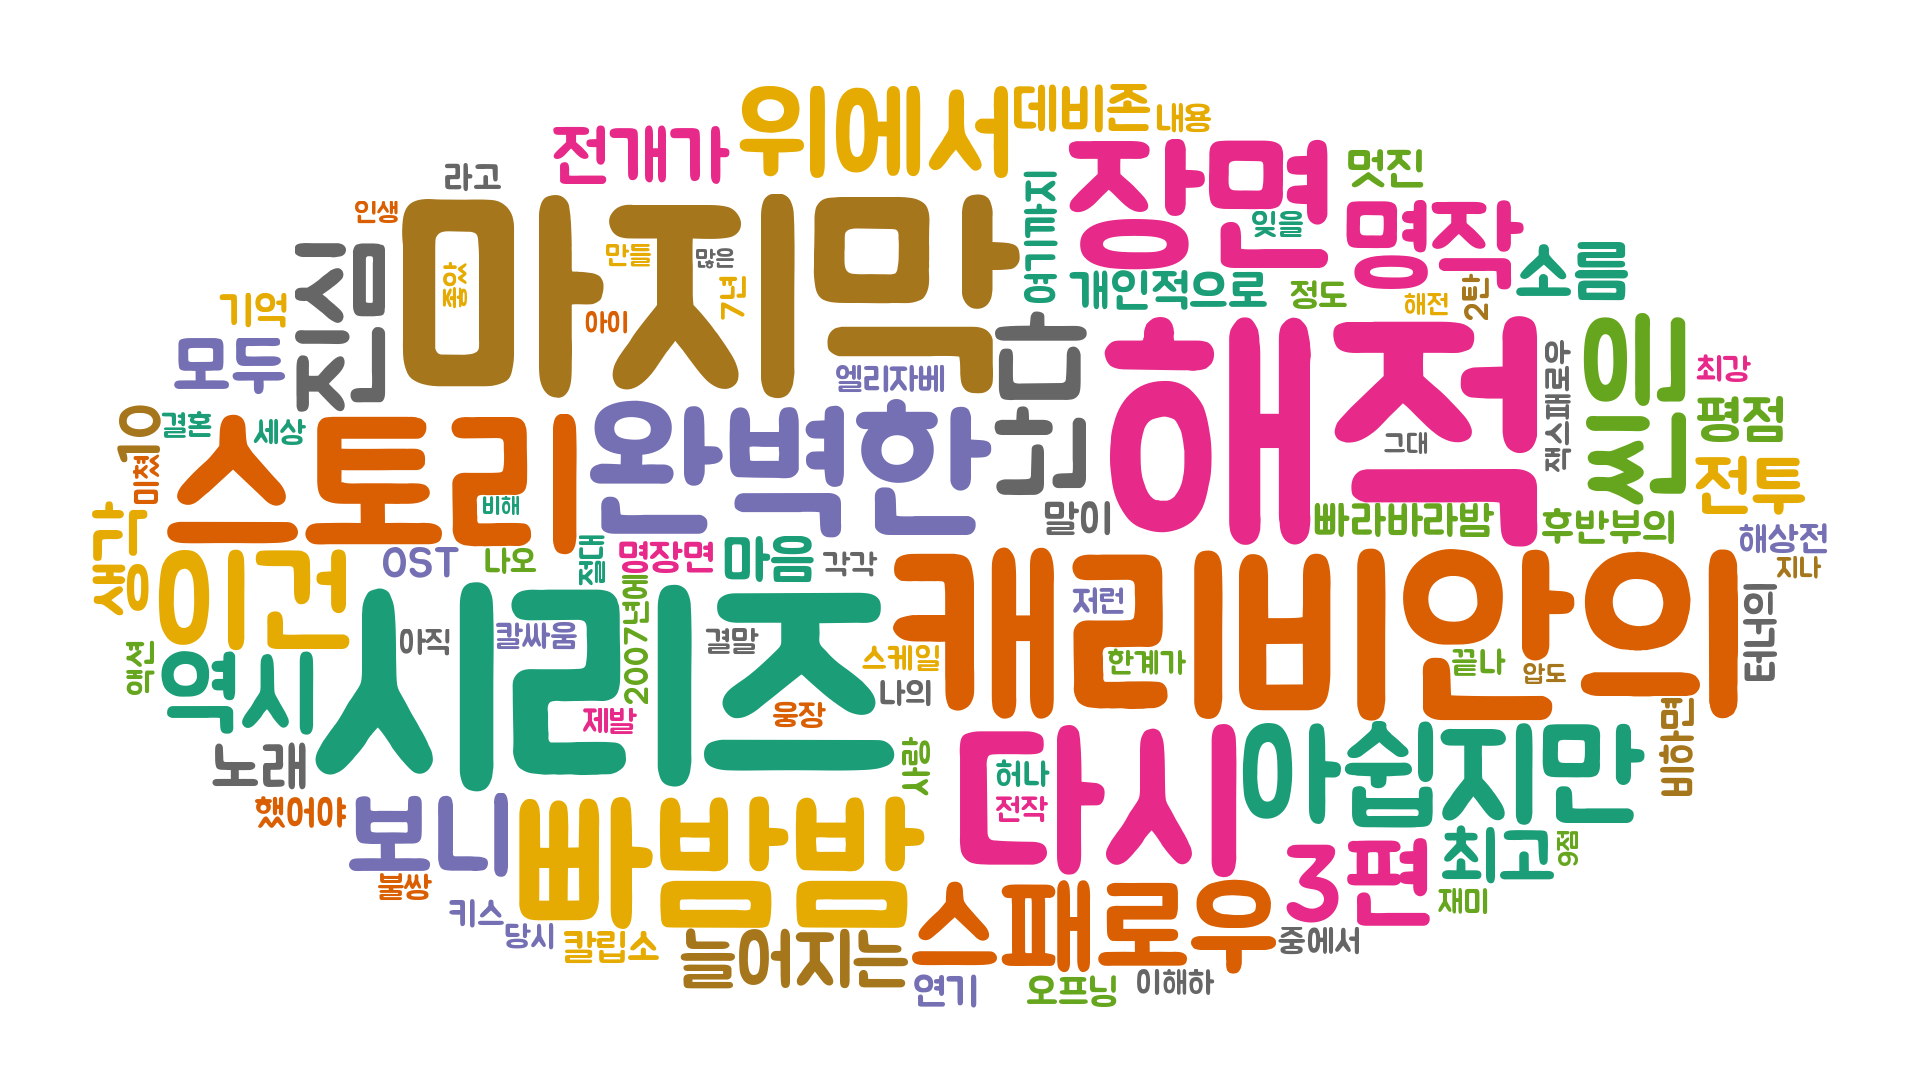 데비존
위에서
내용
전개가
장면
멋진
라고
여기까지
마지막
명작
인생
잊을
진심
만들
많은
소름
좋았
7년
개인적으로
정도
2탄
기억
해전
아이
난
해적
인
모두
엘리자베
잭스패로우
최강
완벽한
평점
10
결혼
세상
스토리
씬
그대
미쳤
전투
비해
말이
빠라바라밤
후반부의
생각
해상전
OST
나오
절대
명장면
마음
각각
캐리비안의
지나
이건
시리즈
2007년에
저런
터너의
아직
칼싸움
결말
스케일
한계가
끝나
압도
액션
역시
나의
제발
웅장
비하면
노래
사랑
다시
아쉽지만
허나
했어야
보니
빠밤밤
전작
3편
최고
9점
불쌍
스패로우
재미
키스
당시
칼립소
늘어지는
중에서
연기
오프닝
이해하